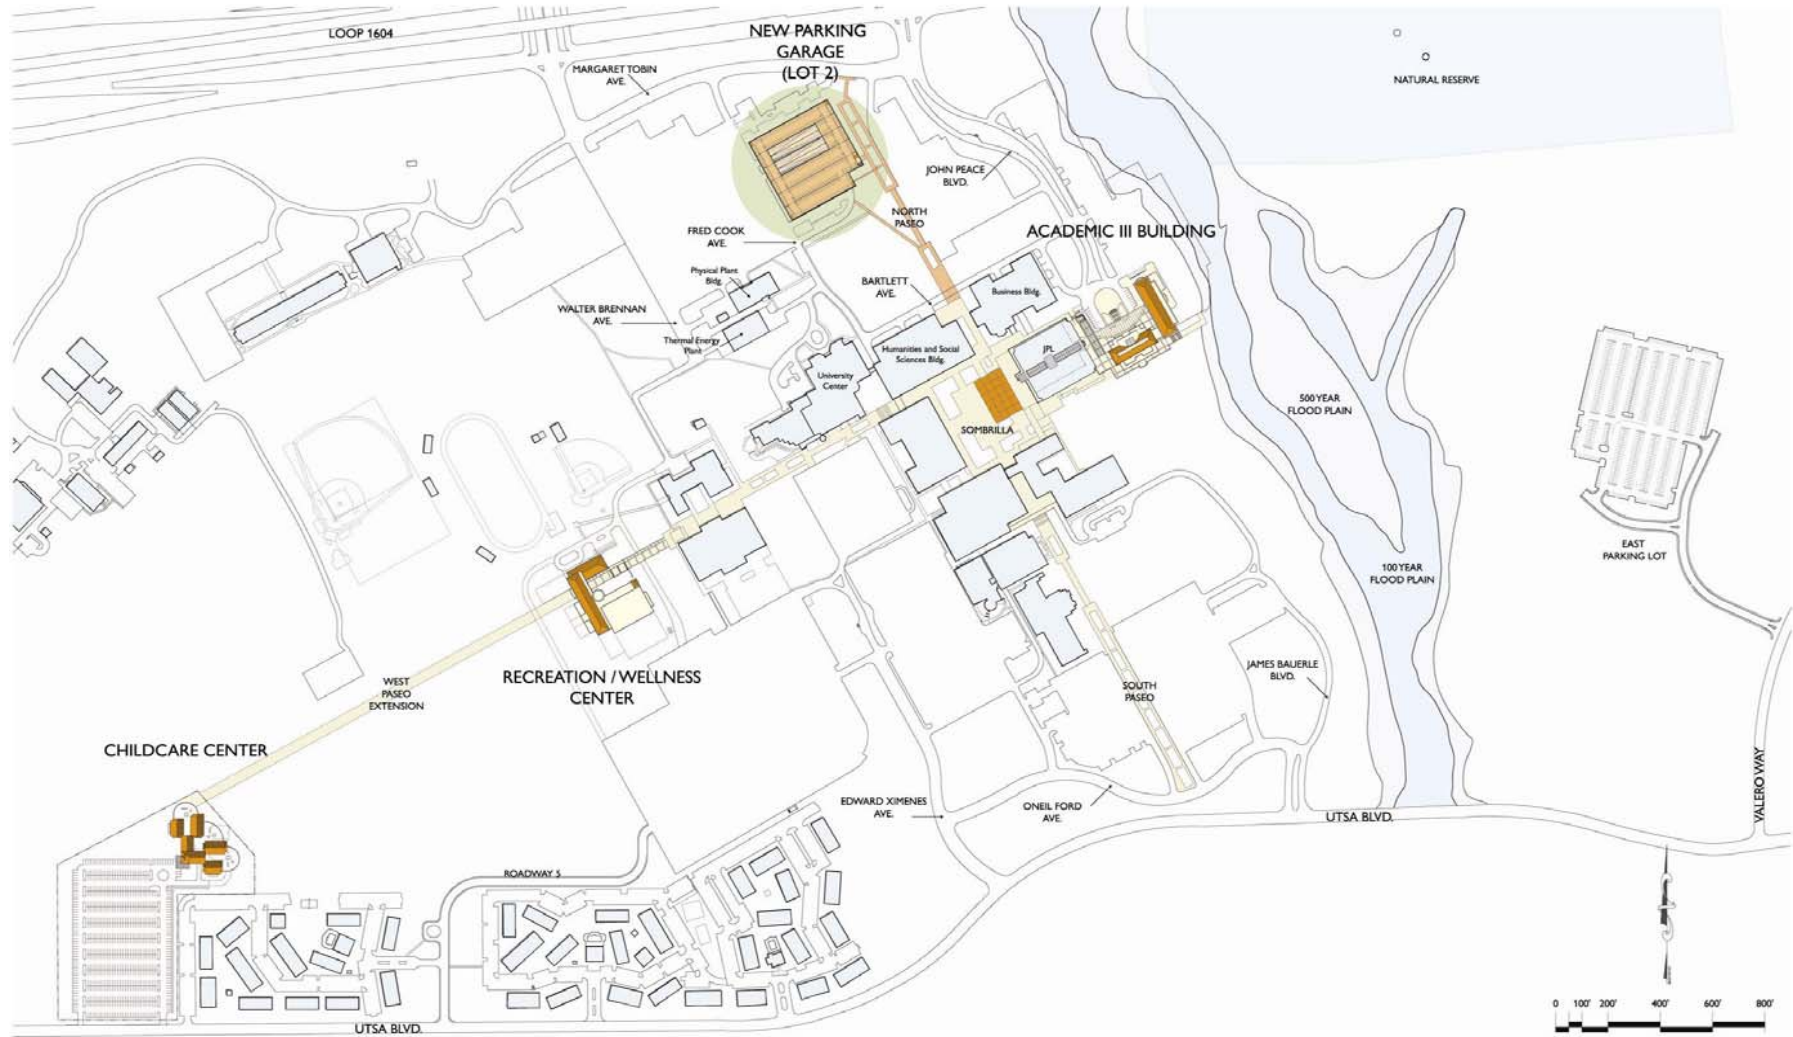 LOOP 1604
NEW PARKING
GARAGE
(LOT 2)
MARGARET TOBIN
AVE.
NATURAL RESERVE
JOHN PEACE
BLVD.
NORTH
PASEO
ACADEMIC III BUILDING
FRED COOK
AVE.
Physical Plant
Bldg.
BARTLETT
AVE.
Business Bldg.
WALTER BRENNAN
AVE.
Thermal Energy
Plant
Humanities and Social
Sciences Bldg.
JPL
University
Center
SOMBRILLA
500 YEAR
FLOOD PLAIN
EAST
PARKING LOT
100 YEAR
FLOOD PLAIN
WEST
PASEO
EXTENSION
RECREATION / WELLNESS
CENTER
JAMES BAUERLE
BLVD.
SOUTH
PASEO
CHILDCARE CENTER
EDWARD XIMENES
AVE.
ONEIL FORD
AVE.
UTSA BLVD.
VALERO WAY
ROADWAY 5
UTSA BLVD.
0 100' 200' 400' 600' 800'